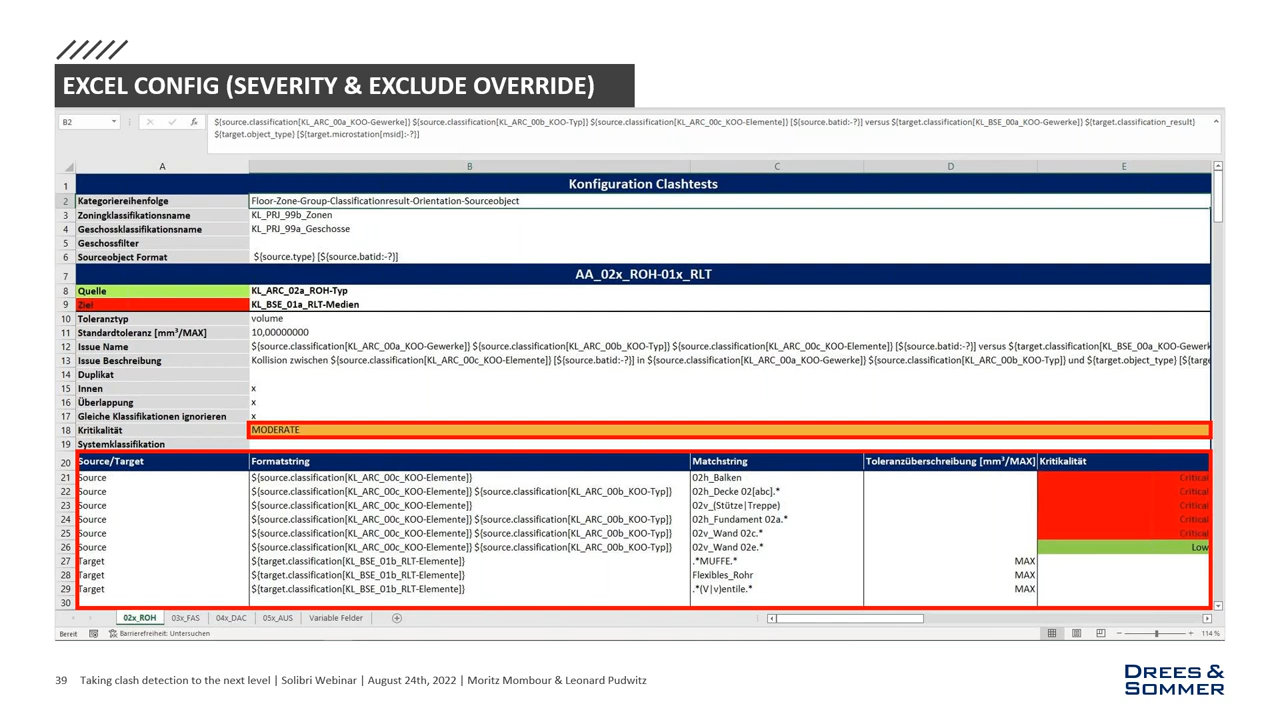 EXCEL CONFIG (SEVERITY & EXCLUDE OVERRIDE)
B2
${source.classification[KL_ARC_00a_KOO-Gewerke]} ${source.classification[KL_ARC_00b_KOO-Typ]} ${source.classification[KL_ARC_00c_KOO-Elemente]} [${source.batid:-?}] versus ${target.classification[KL_BSE_00a_KOO-Gewerke]} ${target.classification_result}
${target.object_type} [${target.microstation[msid]:-?}]
A B C D E
1 Konfiguration Clashtests
2 Kategoriereihenfolge Floor-Zone-Group-Classificationresult-Orientation-Sourceobject
3 Zoningklassifikationsname KL_PRJ_99b_Zonen
4 Geschossklassifikationsname KL_PRJ_99a_Geschosse
5 Geschossfilter
6 Sourceobject Format ${source.type} [${source.batid:-?}]
7 AA_02x_ROH-01x_RLT
8 Quelle KL_ARC_02a_ROH-Typ
9 Ziel KL_BSE_01a_RLT-Medien
10 Toleranztyp volume
11 Standardtoleranz [mm³/MAX] 10,00000000
12 Issue Name ${source.classification[KL_ARC_00a_KOO-Gewerke]} ${source.classification[KL_ARC_00b_KOO-Typ]} ${source.classification[KL_ARC_00c_KOO-Elemente]} [${source.batid:-?}] versus ${target.classification[KL_BSE_00a_KOO-Gewerk
13 Issue Beschreibung Kollision zwischen ${source.classification[KL_ARC_00c_KOO-Elemente]} [${source.batid:-?}] in ${source.classification[KL_ARC_00a_KOO-Gewerke]} ${source.classification[KL_ARC_00b_KOO-Typ]} und ${target.object_type} [${targe
14 Duplikat
15 Innen x
16 Überlappung x
17 Gleiche Klassifikationen ignorieren x
18 Kritikalität MODERATE
19 Systemklassifikation
20 Source/Target Formatstring Matchstring Toleranzüberschreibung [mm³/MAX] Kritikalität
21 Source ${source.classification[KL_ARC_00c_KOO-Elemente]} 02h_Balken Critical
22 Source ${source.classification[KL_ARC_00c_KOO-Elemente]} ${source.classification[KL_ARC_00b_KOO-Typ]} 02h_Decke 02[abc].* Critical
23 Source ${source.classification[KL_ARC_00c_KOO-Elemente]} 02v_(Stütze|Treppe) Critical
24 Source ${source.classification[KL_ARC_00c_KOO-Elemente]} ${source.classification[KL_ARC_00b_KOO-Typ]} 02h_Fundament 02a.* Critical
25 Source ${source.classification[KL_ARC_00c_KOO-Elemente]} ${source.classification[KL_ARC_00b_KOO-Typ]} 02v_Wand 02c.* Critical
26 Source ${source.classification[KL_ARC_00c_KOO-Elemente]} ${source.classification[KL_ARC_00b_KOO-Typ]} 02v_Wand 02e.* Low
27 Target ${target.classification[KL_BSE_01b_RLT-Elemente]} .*MUFFE.* MAX
28 Target ${target.classification[KL_BSE_01b_RLT-Elemente]} Flexibles_Rohr MAX
29 Target ${target.classification[KL_BSE_01b_RLT-Elemente]} .*(V|v)entile.* MAX
30
02x_ROH 03x_FAS 04x_DAC 05x_AUS Variable Felder
Bereit Barrierefreiheit: Untersuchen 114 %
39 Taking clash detection to the next level | Solibri Webinar | August 24th, 2022 | Moritz Mombour & Leonard Pudwitz
DREES &
SOMMER